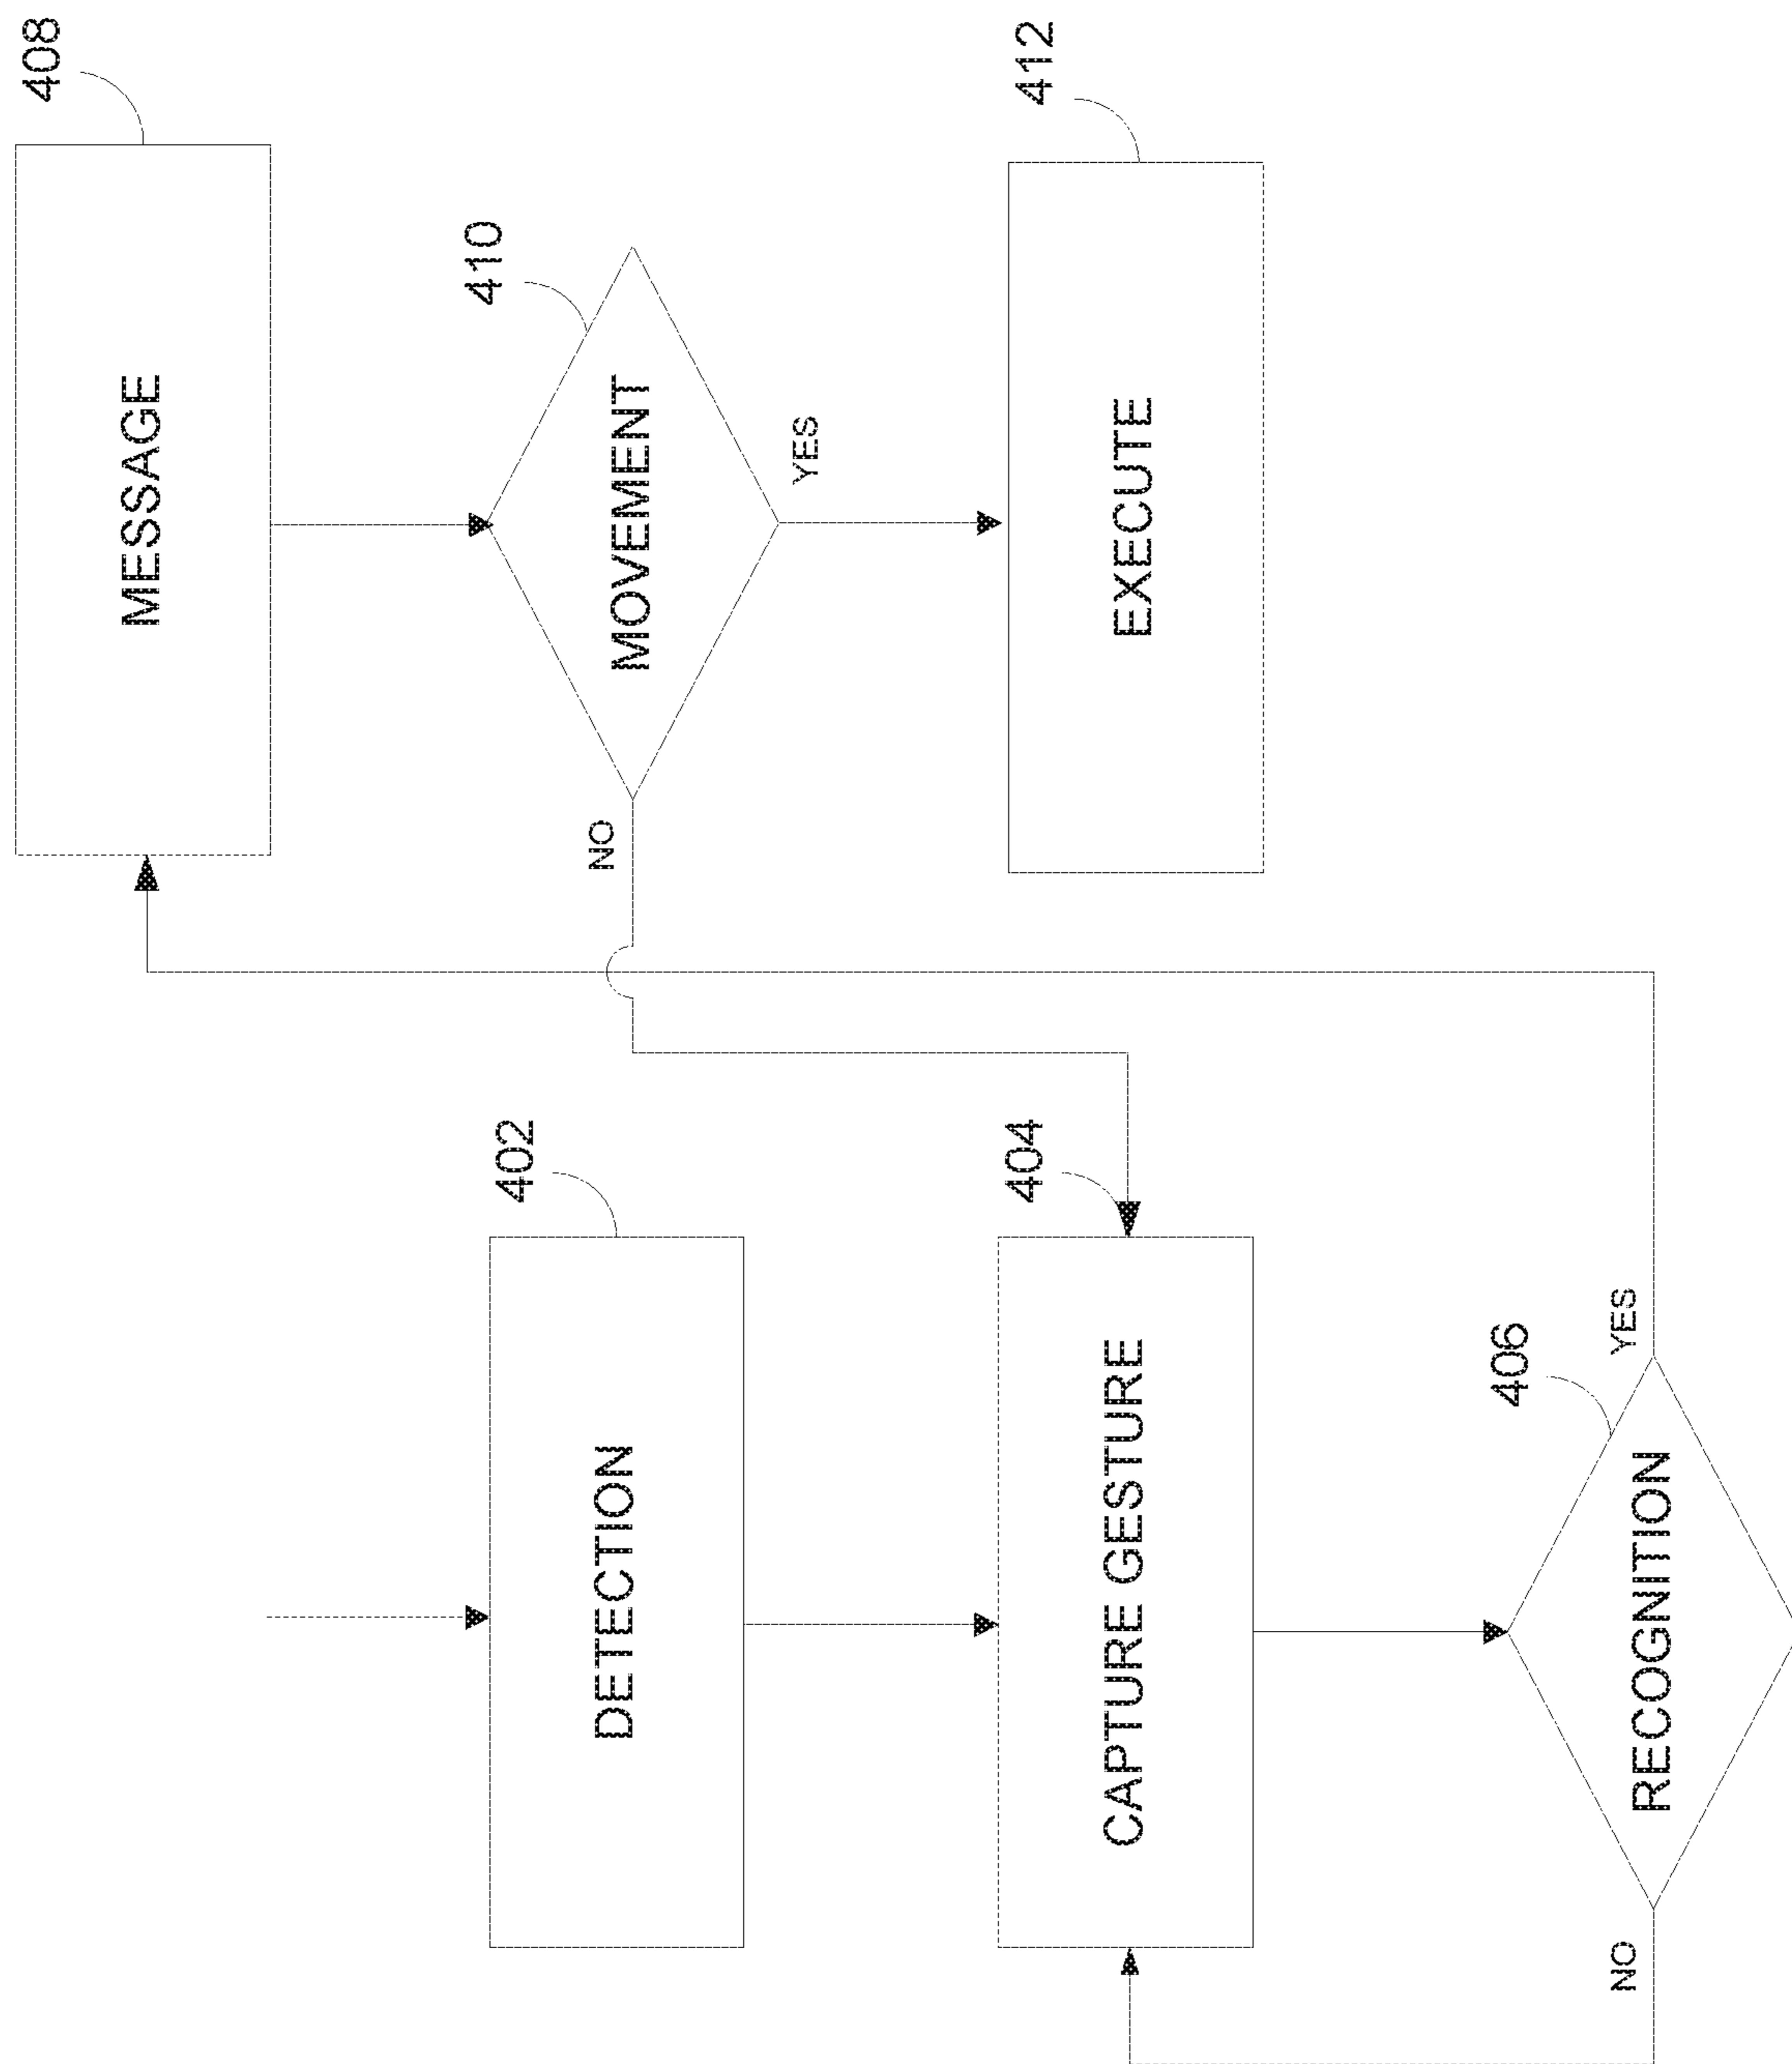 402
DETECTION
404
CAPTURE GESTURE
406
RECOGNITION
NO
YES
408
MESSAGE
410
MOVEMENT
NO
YES
412
EXECUTE